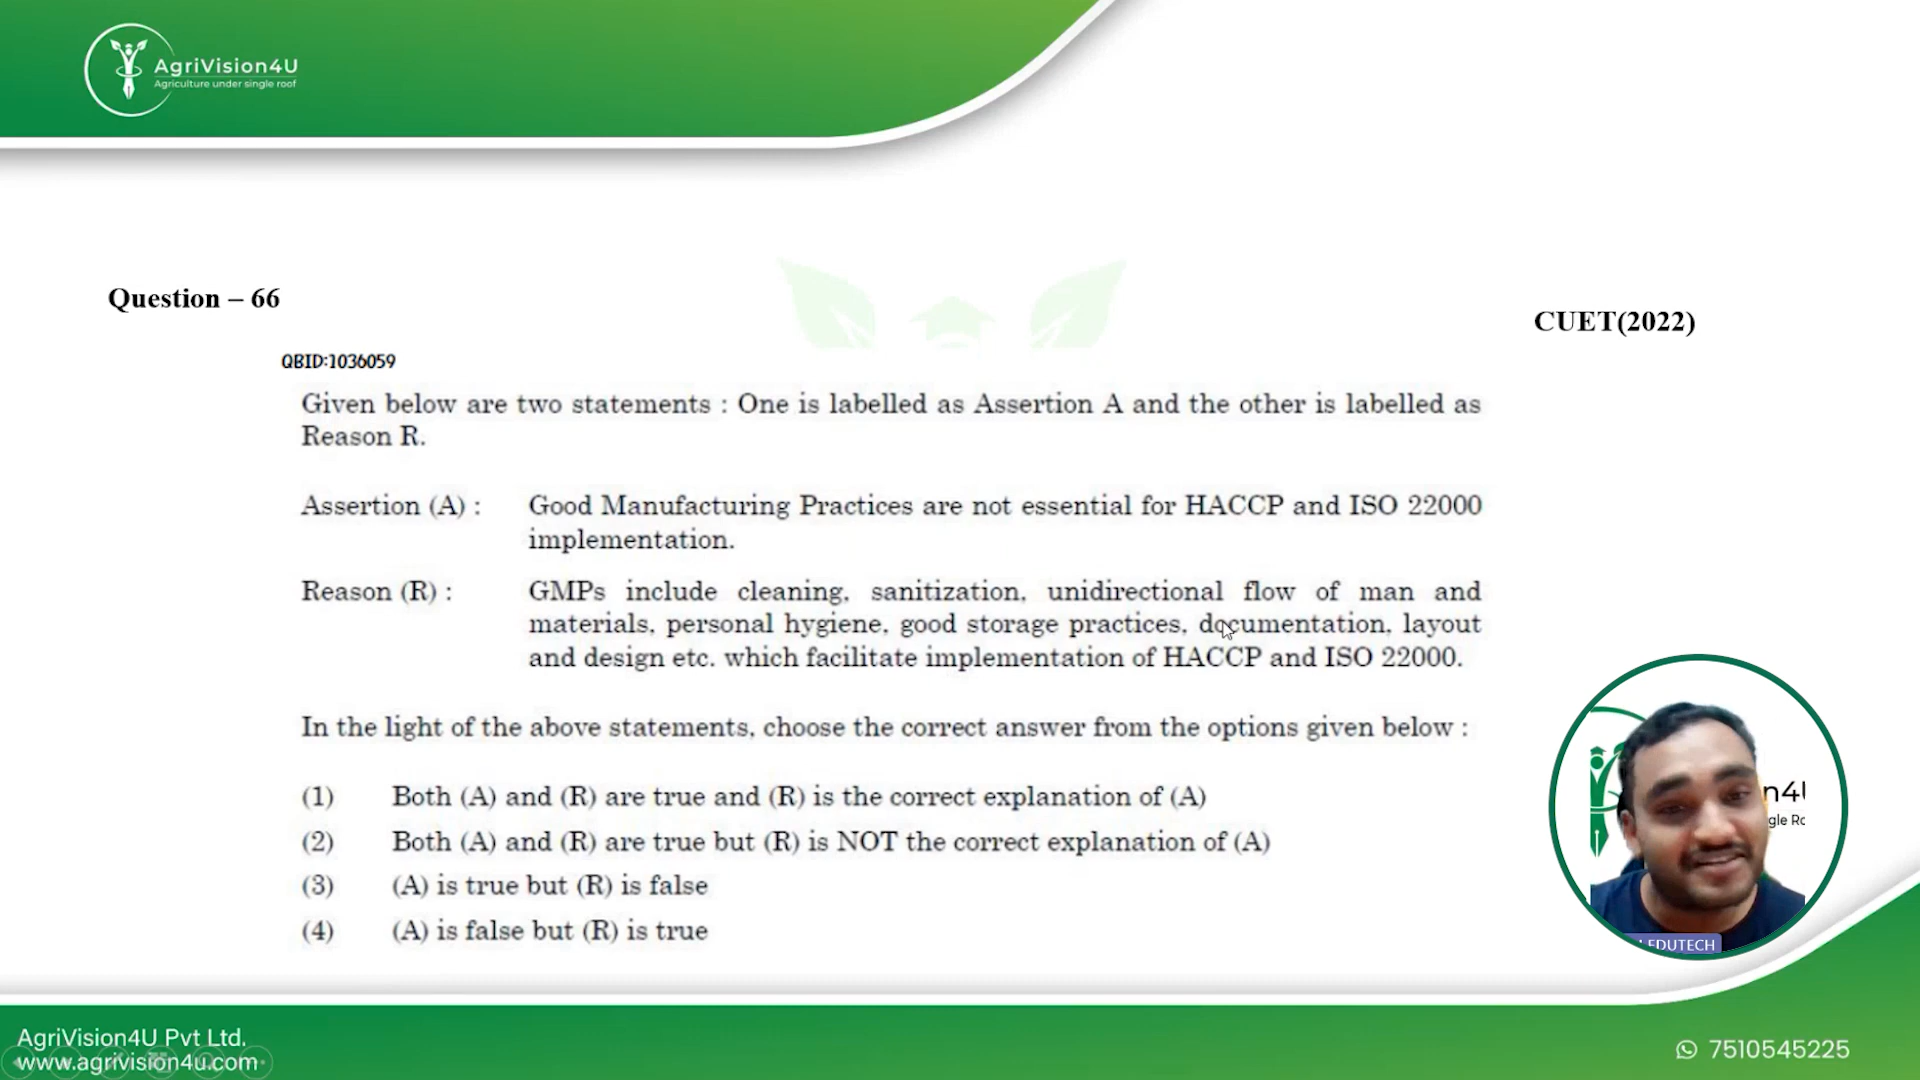 AgriVision4U
Agriculture under single roof
Question – 66
CUET(2022)
QBID:1036059
Given below are two statements : One is labelled as Assertion A and the other is labelled as
Reason R.
Assertion (A) : Good Manufacturing Practices are not essential for HACCP and ISO 22000
implementation.
Reason (R) : GMPs include cleaning, sanitization, unidirectional flow of man and
materials, personal hygiene, good storage practices, documentation, layout
and design etc. which facilitate implementation of HACCP and ISO 22000.
In the light of the above statements, choose the correct answer from the options given below :
(1) Both (A) and (R) are true and (R) is the correct explanation of (A)
(2) Both (A) and (R) are true but (R) is NOT the correct explanation of (A)
(3) (A) is true but (R) is false
(4) (A) is false but (R) is true
n4U
gle Ro
EDUTECH
AgriVision4U Pvt Ltd.
www.agrivision4u.com
7510545225